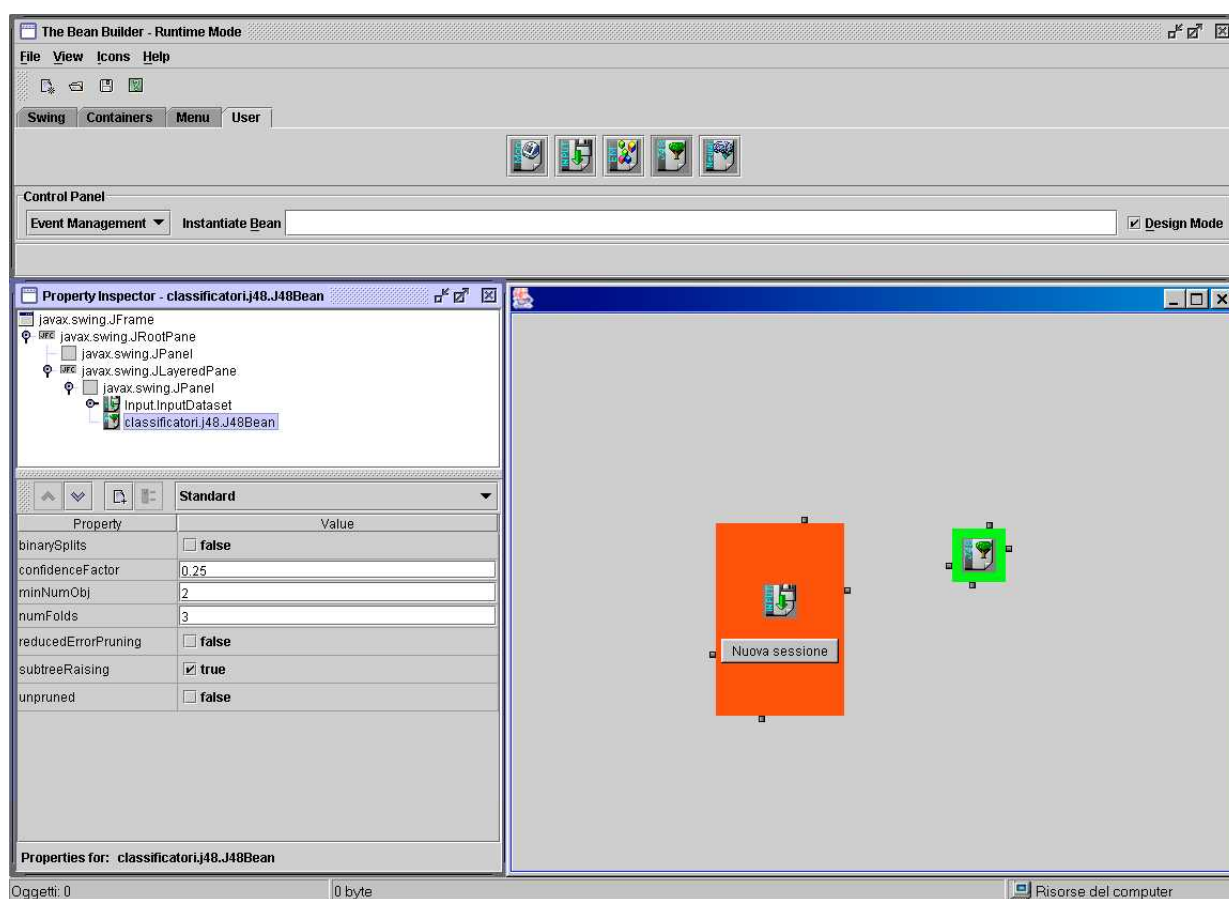 The Bean Builder - Runtime Mode
File View Icons Help
Swing Containers Menu User
Control Panel
Event Management Instantiate Bean Design Mode
Property Inspector - classificatori.j48.J48Bean
javax.swing.JFrame
JFC javax.swing.JRootPane
javax.swing.JPanel
JFC javax.swing.JLayeredPane
javax.swing.JPanel
Input.InputDataset
classificatori.j48.J48Bean
Standard
Property Value
binarySplits false
confidenceFactor 0.25
minNumObj 2
numFolds 3
reducedErrorPruning false
subtreeRaising true
unpruned false
Properties for: classificatori.j48.J48Bean
Nuova sessione
Oggetti: 0 0 byte Risorse del computer